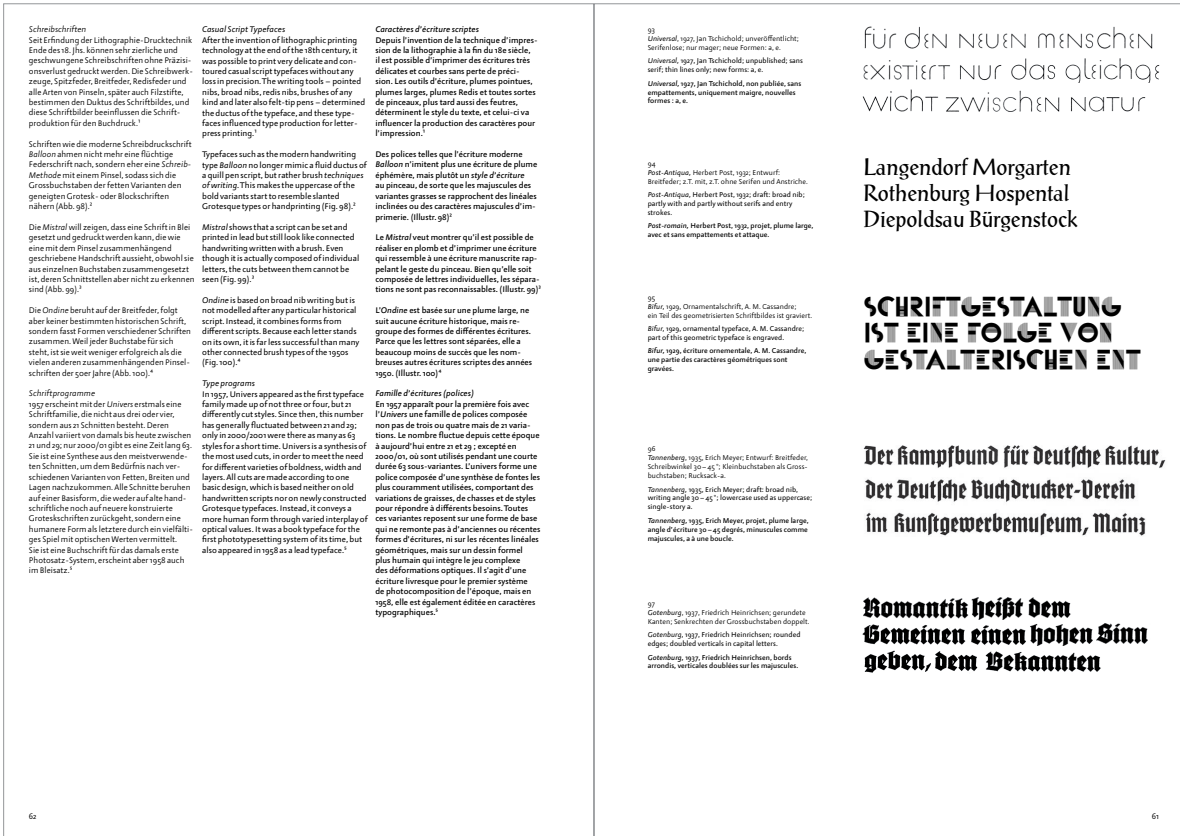 Schreibschriften
Seit Erfindung der Lithographie-Drucktechnik
Ende des 18. Jhs. können sehr zierliche und
geschwungene Schreibschriften ohne Präzisi-
onsverlust gedruckt werden. Die Schreibwerk-
zeuge, Spitzfeder, Breitfeder, Redisfeder und
alle Arten von Pinseln, später auch Filzstifte,
bestimmen den Duktus des Schriftbildes, und
diese Schriftbilder beeinflussen die Schrift-
produktion für den Buchdruck.¹
Schriften wie die moderne Schreibdruckschrift
Balloon ahmen nicht mehr eine flüchtige
Federschrift nach, sondern eher eine Schreib-
Methode mit einem Pinsel, sodass sich die
Grossbuchstaben der fetten Varianten den
geneigten Grotesk- oder Blockschriften
nähern (Abb. 98).²
Die Mistral will zeigen, dass eine Schrift in Blei
gesetzt und gedruckt werden kann, die wie
eine mit dem Pinsel zusammenhängend
geschriebene Handschrift aussieht, obwohl sie
aus einzelnen Buchstaben zusammengesetzt
ist, deren Schnittstellen aber nicht zu erkennen
sind (Abb. 99).³
Die Ondine beruht auf der Breitfeder, folgt
aber keiner bestimmten historischen Schrift,
sondern fasst Formen verschiedener Schriften
zusammen. Weil jeder Buchstabe für sich
steht, ist sie weit weniger erfolgreich als die
vielen anderen zusammenhängenden Pinsel-
schriften der 50er Jahre (Abb. 100).⁴
Schriftprogramme
1957 erscheint mit der Univers erstmals eine
Schriftfamilie, die nicht aus drei oder vier,
sondern aus 21 Schnitten besteht. Deren
Anzahl variiert von damals bis heute zwischen
21 und 29; nur 2000/01 gibt es eine Zeit lang 63.
Sie ist eine Synthese aus den meistverwende-
ten Schnitten, um dem Bedürfnis nach ver-
schiedenen Varianten von Fetten, Breiten und
Lagen nachzukommen. Alle Schnitte beruhen
auf einer Basisform, die weder auf alte hand-
schriftliche noch auf neuere konstruierte
Groteskschriften zurückgeht, sondern eine
humanere Form als letztere durch ein vielfälti-
ges Spiel mit optischen Werten vermittelt.
Sie ist eine Buchschrift für das damals erste
Photosatz-System, erscheint aber 1958 auch
im Bleisatz.⁵
Casual Script Typefaces
After the invention of lithographic printing
technology at the end of the 18th century, it
was possible to print very delicate and con-
toured casual script typefaces without any
loss in precision. The writing tools – pointed
nibs, broad nibs, redis nibs, brushes of any
kind and later also felt-tip pens – determined
the ductus of the typeface, and these type-
faces influenced type production for letter-
press printing.¹
Typefaces such as the modern handwriting
type Balloon no longer mimic a fluid ductus of
a quill pen script, but rather brush techniques
of writing. This makes the uppercase of the
bold variants start to resemble slanted
Grotesque types or handprinting (Fig. 98).²
Mistral shows that a script can be set and
printed in lead but still look like connected
handwriting written with a brush. Even
though it is actually composed of individual
letters, the cuts between them cannot be
seen (Fig. 99).³
Ondine is based on broad nib writing but is
not modelled after any particular historical
script. Instead, it combines forms from
different scripts. Because each letter stands
on its own, it is far less successful than many
other connected brush types of the 1950s
(Fig. 100).⁴
Type programs
In 1957, Univers appeared as the first typeface
family made up of not three or four, but 21
differently cut styles. Since then, this number
has generally fluctuated between 21 and 29;
only in 2000/2001 were there as many as 63
styles for a short time. Univers is a synthesis of
the most used cuts, in order to meet the need
for different varieties of boldness, width and
layers. All cuts are made according to one
basic design, which is based neither on old
handwritten scripts nor on newly constructed
Grotesque typefaces. Instead, it conveys a
more human form through varied interplay of
optical values. It was a book typeface for the
first phototypesetting system of its time, but
also appeared in 1958 as a lead typeface.⁵
Caractères d'écriture scriptes
Depuis l'invention de la technique d'impres-
sion de la lithographie à la fin du 18e siècle,
il est possible d'imprimer des écritures très
délicates et courbes sans perte de préci-
sion. Les outils d'écriture, plumes pointues,
plumes larges, plumes Redis et toutes sortes
de pinceaux, plus tard aussi des feutres,
déterminent le style du texte, et celui-ci va
influencer la production des caractères pour
l'impression.¹
Des polices telles que l'écriture moderne
Balloon n'imitent plus une écriture de plume
éphémère, mais plutôt un style d'écriture
au pinceau, de sorte que les majuscules des
variantes grasse se rapprochent des linéales
inclinées ou des caractères majuscules d'im-
primerie. (Illustr. 98)²
Le Mistral veut montrer qu'il est possible de
réaliser en plomb et d'imprimer une écriture
qui ressemble à une écriture manuscrite rap-
pelant le geste du pinceau. Bien qu'elle soit
composée de lettres individuelles, les sépara-
tions ne sont pas reconnaissables. (Illustr. 99)³
L'Ondine est basée sur une plume large, ne
suit aucune écriture historique, mais re-
groupe des formes de différentes écritures.
Parce que les lettres sont séparées, elle a
beaucoup moins de succès que les nom-
breuses autres écritures scriptes des années
1950. (Illustr. 100)⁴
Famille d'écritures (polices)
En 1957 apparaît pour la première fois avec
l'Univers une famille de polices composée
non pas de trois ou quatre mais de 21 varia-
tions. Le nombre fluctue depuis cette époque
à aujourd'hui entre 21 et 29 ; excepté en
2000/01, où sont utilisés pendant une courte
durée 63 sous-variantes. L'univers forme une
police composée d'un synthèse de fontes les
plus couramment utilisées, comportant des
variations de graisses, de chasses et de styles
pour répondre à différents besoins. Toutes
ces variantes reposent sur une forme de base
qui ne remonte pas à d'anciennes ou récentes
formes d'écritures, ni sur les récentes linéales
géométriques, mais sur un dessin formel
plus humain qui intègre le jeu complexe
des déformations optiques. Il s'agit d'une
écriture livresque pour le premier système
de photocomposition de l'époque, mais en
1958, elle est également éditée en caractères
typographiques.⁵
62
93
Universal, 1927, Jan Tschichold; unveröffentlicht;
Serifenlose; nur mager; neue Formen: a, e.
Universal, 1927, Jan Tschichold; unpublished; sans
serif; thin lines only; new forms: a, e.
Universal, 1927, Jan Tschichold, non publiée, sans
empattements, uniquement maigre, nouvelles
formes : a, e.
für den neuen menschen
existiert nur das gleichge
wicht zwischen natur
94
Post-Antiqua, Herbert Post, 1932; Entwurf:
Breitfeder; z.T. mit, z.T. ohne Serifen und Anstriche.
Post-Antiqua, Herbert Post, 1932; draft: broad nib;
partly with and partly without serifs and entry
strokes.
Post-romain, Herbert Post, 1932, projet, plume large,
avec et sans empattements et attaque.
Langendorf Morgarten
Rothenburg Hospental
Diepoldsau Bürgenstock
95
Bifur, 1929, Ornamentalschrift, A. M. Cassandre;
ein Teil des geometrisierten Schriftbildes ist graviert.
Bifur, 1929, ornamental typeface, A. M. Cassandre;
part of this geometric typeface is engraved.
Bifur, 1929, écriture ornementale, A. M. Cassandre,
une partie des caractères géométriques sont
gravées.
SCHRIFTGESTALTUNG
IST EINE FOLGE VON
GESTALTERISCHEN ENT
96
Tannenberg, 1935, Erich Meyer; Entwurf: Breitfeder,
Schreibwinkel 30–45°; Kleinbuchstaben als Gross-
buchstaben; Rucksack-a.
Tannenberg, 1935, Erich Meyer; draft: broad nib,
writing angle 30–45°; lowercase used as uppercase;
single-story a.
Tannenberg, 1935, Erich Meyer, projet, plume large,
angle d'écriture 30–45 degrés, minuscules comme
majuscules, a à une boucle.
Der Kampfbund für deutsche Kultur,
der Deutsche Buchdrucker-Verein
im Kunstgewerbemuseum, Mainz
97
Gotenburg, 1937, Friedrich Heinrichsen; gerundete
Kanten; Senkrechten der Grossbuchstaben doppelt.
Gotenburg, 1937, Friedrich Heinrichsen; rounded
edges; doubled verticals in capital letters.
Gotenburg, 1937, Friedrich Heinrichsen, bords
arrondis, verticales doublées sur les majuscules.
Romantik heißt dem
Gemeinen einen hohen Sinn
geben, dem Bekannten
61